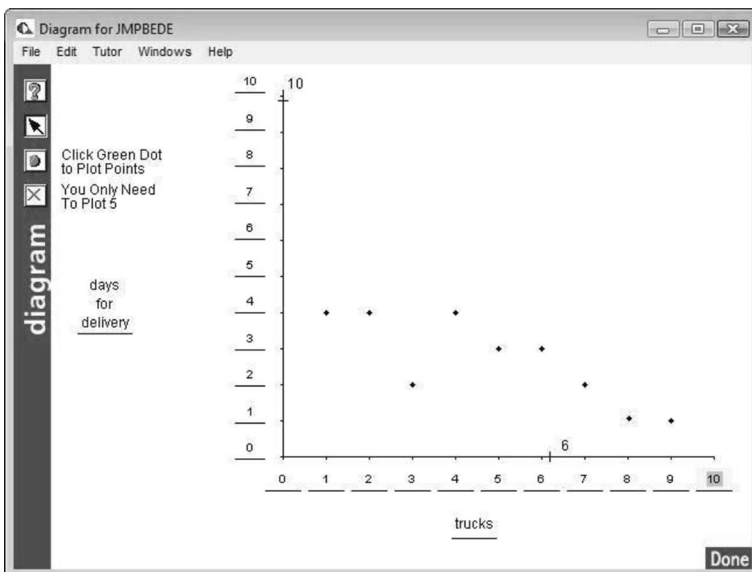 Diagram for JMPBEDE
File Edit Tutor Windows Help
Click Green Dot
to Plot Points
You Only Need
To Plot 5
diagram
days
for
delivery
10
9
8
7
6
5
4
3
2
1
0
10
6
0 1 2 3 4 5 6 7 8 9 10
trucks
Done